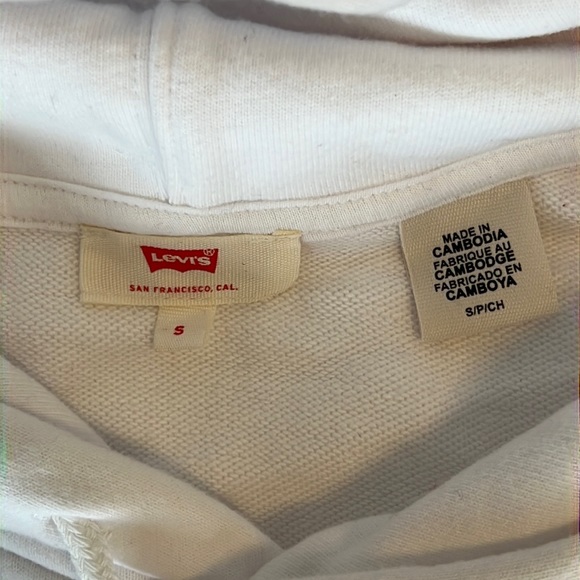 LEVI'S®
SAN FRANCISCO, CAL.
S
MADE IN
CAMBODIA
FABRIQUE AU
CAMBODGE
FABRICADO EN
CAMBOYA
S/P/CH